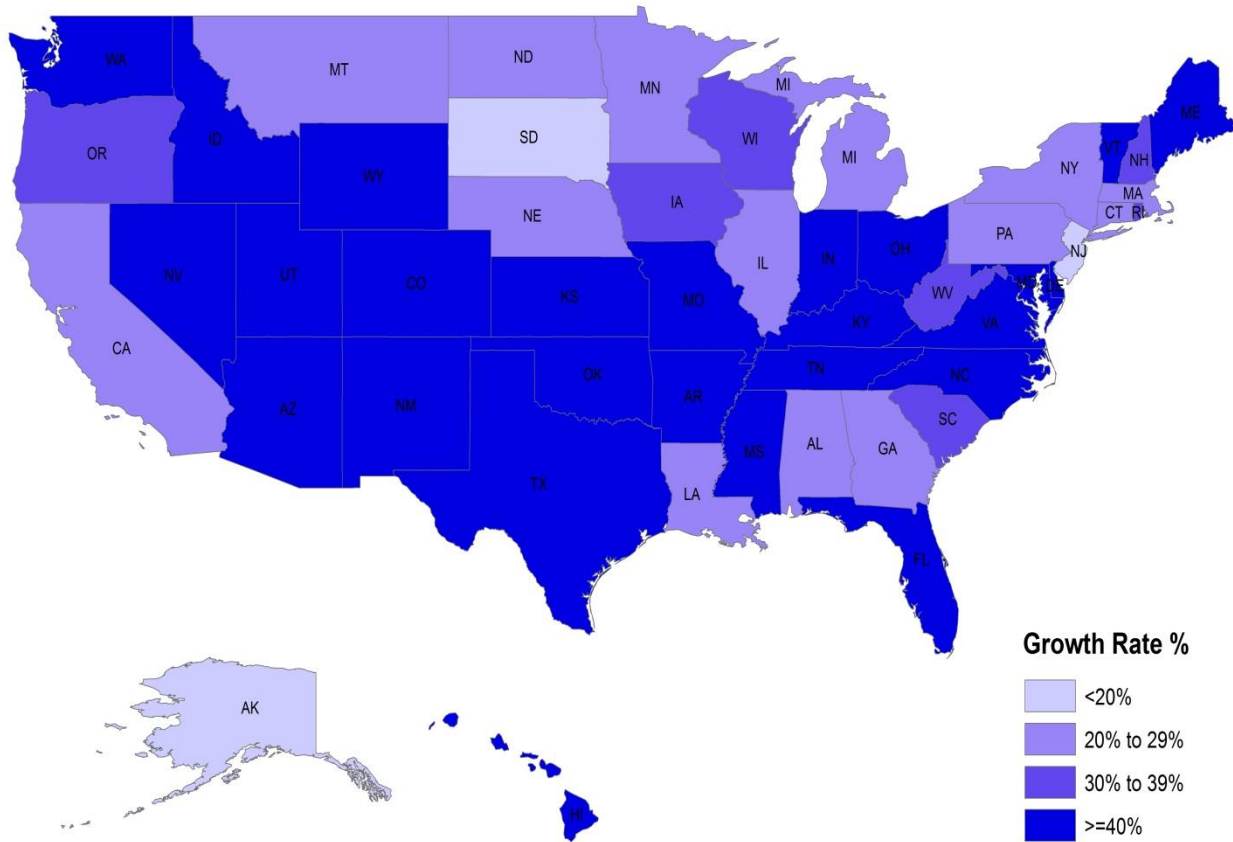 WA
MT
ND
MN
MI
ME
OR
ID
SD
WI
VT
NH
WY
MI
NY
MA
IA
CT
RI
NE
PA
NJ
NV
UT
CO
IL
IN
OH
KS
MO
WV
MD
DE
CA
KY
VA
AZ
NM
OK
AR
TN
NC
SC
MS
AL
GA
TX
LA
FL
AK
HI
Growth Rate %
<20%
20% to 29%
30% to 39%
>=40%